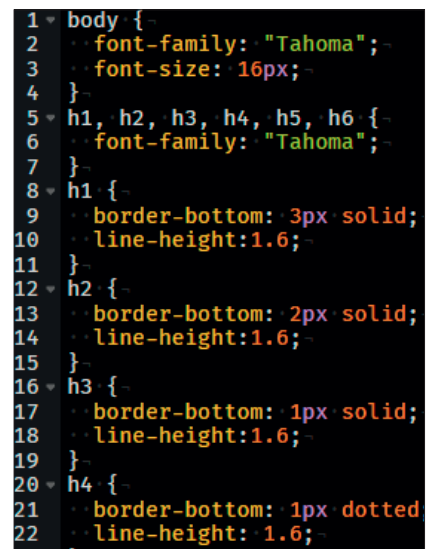 1 body {
2 font-family: "Tahoma";
3 font-size: 16px;
4 }
5 h1, h2, h3, h4, h5, h6 {
6 font-family: "Tahoma";
7 }
8 h1 {
9 border-bottom: 3px solid;
10 line-height:1.6;
11 }
12 h2 {
13 border-bottom: 2px solid;
14 line-height:1.6;
15 }
16 h3 {
17 border-bottom: 1px solid;
18 line-height:1.6;
19 }
20 h4 {
21 border-bottom: 1px dotted;
22 line-height: 1.6;